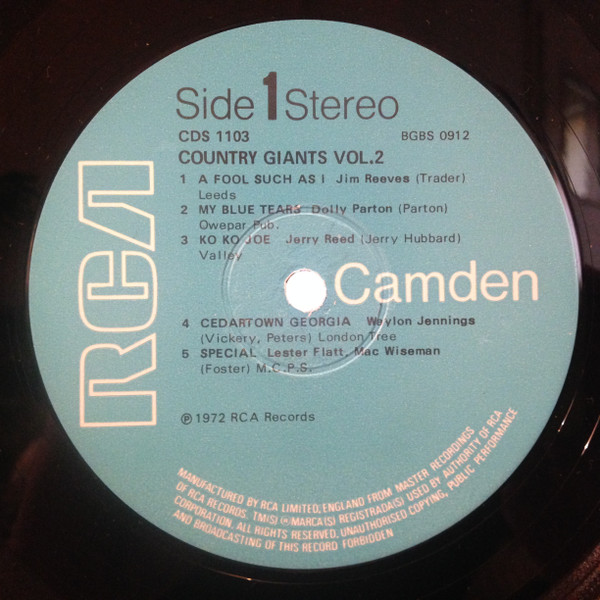 Side 1 Stereo
CDS 1103 BGBS 0912
COUNTRY GIANTS VOL.2
1 A FOOL SUCH AS I Jim Reeves (Trader)
Leeds
2 MY BLUE TEARS Dolly Parton (Parton)
Owepar Pub.
3 KO KO JOE Jerry Reed (Jerry Hubbard)
Valley
RCA
Camden
4 CEDARTOWN GEORGIA Waylon Jennings
(Vickery, Peters) London Tree
5 SPECIAL Lester Flatt, Mac Wiseman
(Foster) M.C.P.S.
℗ 1972 RCA Records
MANUFACTURED BY RCA LIMITED, ENGLAND FROM MASTER RECORDINGS
OF RCA RECORDS. TM(S) ® MARCA(S) REGISTRADA(S) USED BY AUTHORITY OF RCA
CORPORATION. ALL RIGHTS RESERVED. UNAUTHORISED COPYING, PUBLIC PERFORMANCE
AND BROADCASTING OF THIS RECORD FORBIDDEN